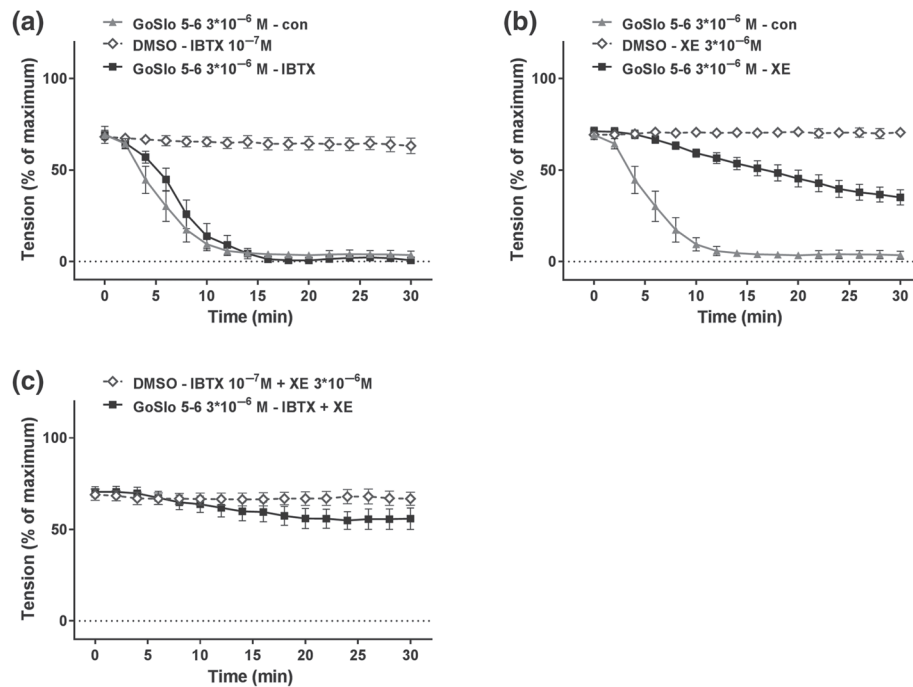 (a)
GoSlo 5-6 3*10⁻⁶ M - con
DMSO - IBTX 10⁻⁷M
GoSlo 5-6 3*10⁻⁶ M - IBTX
Tension (% of maximum)
100
50
0
0 5 10 15 20 25 30
Time (min)
(b)
GoSlo 5-6 3*10⁻⁶ M - con
DMSO - XE 3*10⁻⁶M
GoSlo 5-6 3*10⁻⁶ M - XE
Tension (% of maximum)
100
50
0
0 5 10 15 20 25 30
Time (min)
(c)
DMSO - IBTX 10⁻⁷M + XE 3*10⁻⁶M
GoSlo 5-6 3*10⁻⁶ M - IBTX + XE
Tension (% of maximum)
100
50
0
0 5 10 15 20 25 30
Time (min)